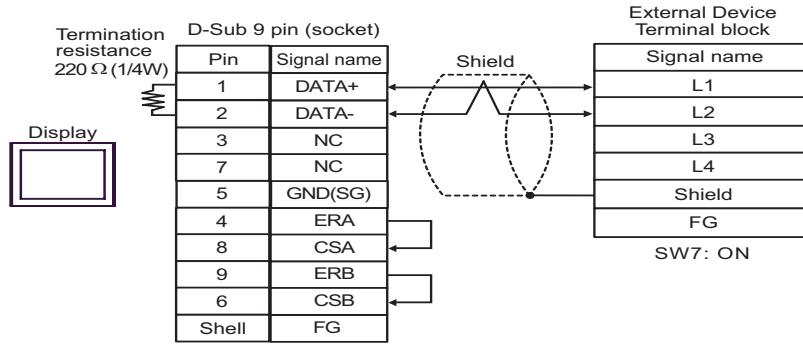 Termination
resistance
220 Ω (1/4W)
D-Sub 9 pin (socket)
Pin Signal name
1 DATA+
2 DATA-
3 NC
7 NC
5 GND(SG)
4 ERA
8 CSA
9 ERB
6 CSB
Shell FG
Display
Shield
External Device
Terminal block
Signal name
L1
L2
L3
L4
Shield
FG
SW7: ON